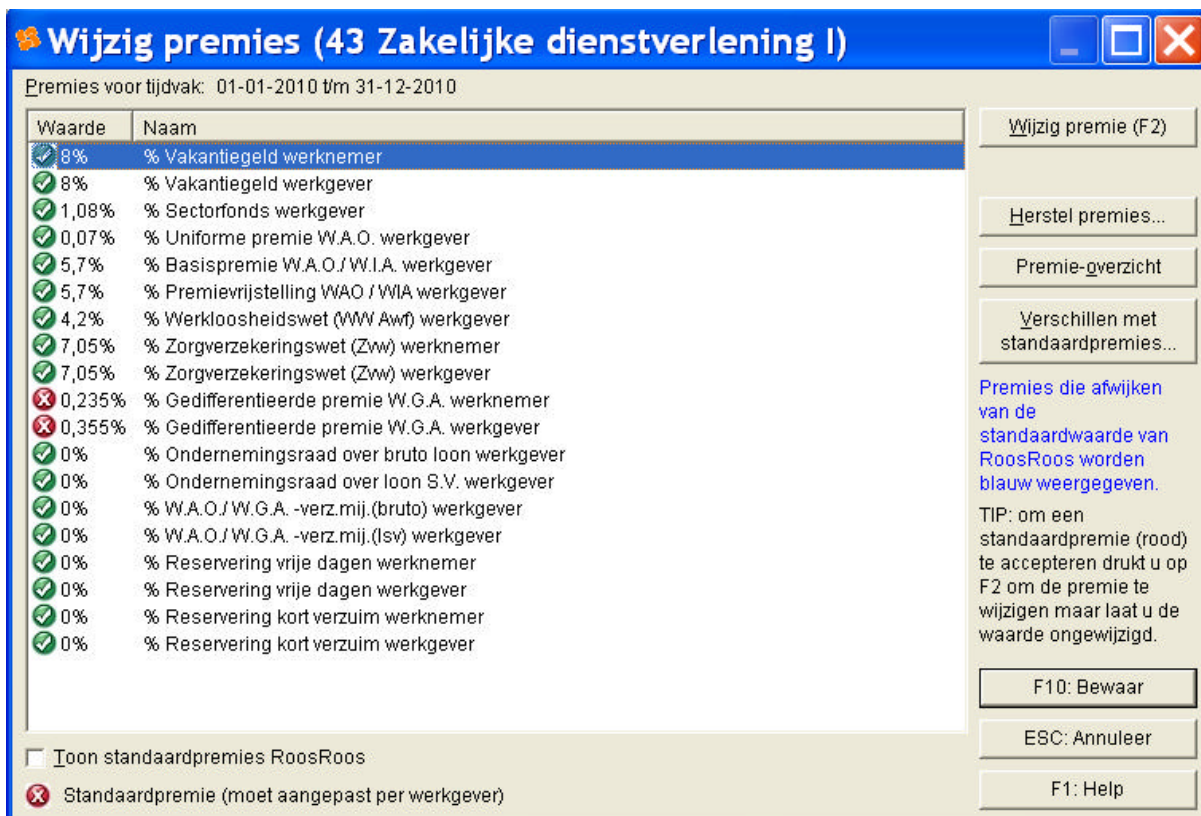 Wijzig premies (43 Zakelijke dienstverlening I)
Premies voor tijdvak: 01-01-2010 t/m 31-12-2010
Waarde Naam
8% % Vakantiegeld werknemer
8% % Vakantiegeld werkgever
1,08% % Sectorfonds werkgever
0,07% % Uniforme premie W.A.O. werkgever
5,7% % Basispremie W.A.O./ W.I.A. werkgever
5,7% % Premievrijstelling WAO / WIA werkgever
4,2% % Werkloosheidswet (WW Awf) werkgever
7,05% % Zorgverzekeringswet (Zvw) werknemer
7,05% % Zorgverzekeringswet (Zvw) werkgever
0,235% % Gedifferentieerde premie W.G.A. werknemer
0,355% % Gedifferentieerde premie W.G.A. werkgever
0% % Ondernemingsraad over bruto loon werkgever
0% % Ondernemingsraad over loon S.V. werkgever
0% % W.A.O./ W.G.A. -verz.mij.(bruto) werkgever
0% % W.A.O./ W.G.A. -verz.mij.(lsv) werkgever
0% % Reservering vrije dagen werknemer
0% % Reservering vrije dagen werkgever
0% % Reservering kort verzuim werknemer
0% % Reservering kort verzuim werkgever
Toon standaardpremies RoosRoos
Standaardpremie (moet aangepast per werkgever)
Wijzig premie (F2)
Herstel premies...
Premie-overzicht
Verschillen met
standaardpremies...
Premies die afwijken
van de
standaardwaarde van
RoosRoos worden
blauw weergegeven.
TIP: om een
standaardpremie (rood)
te accepteren drukt u op
F2 om de premie te
wijzigen maar laat u de
waarde ongewijzigd.
F10: Bewaar
ESC: Annuleer
F1: Help